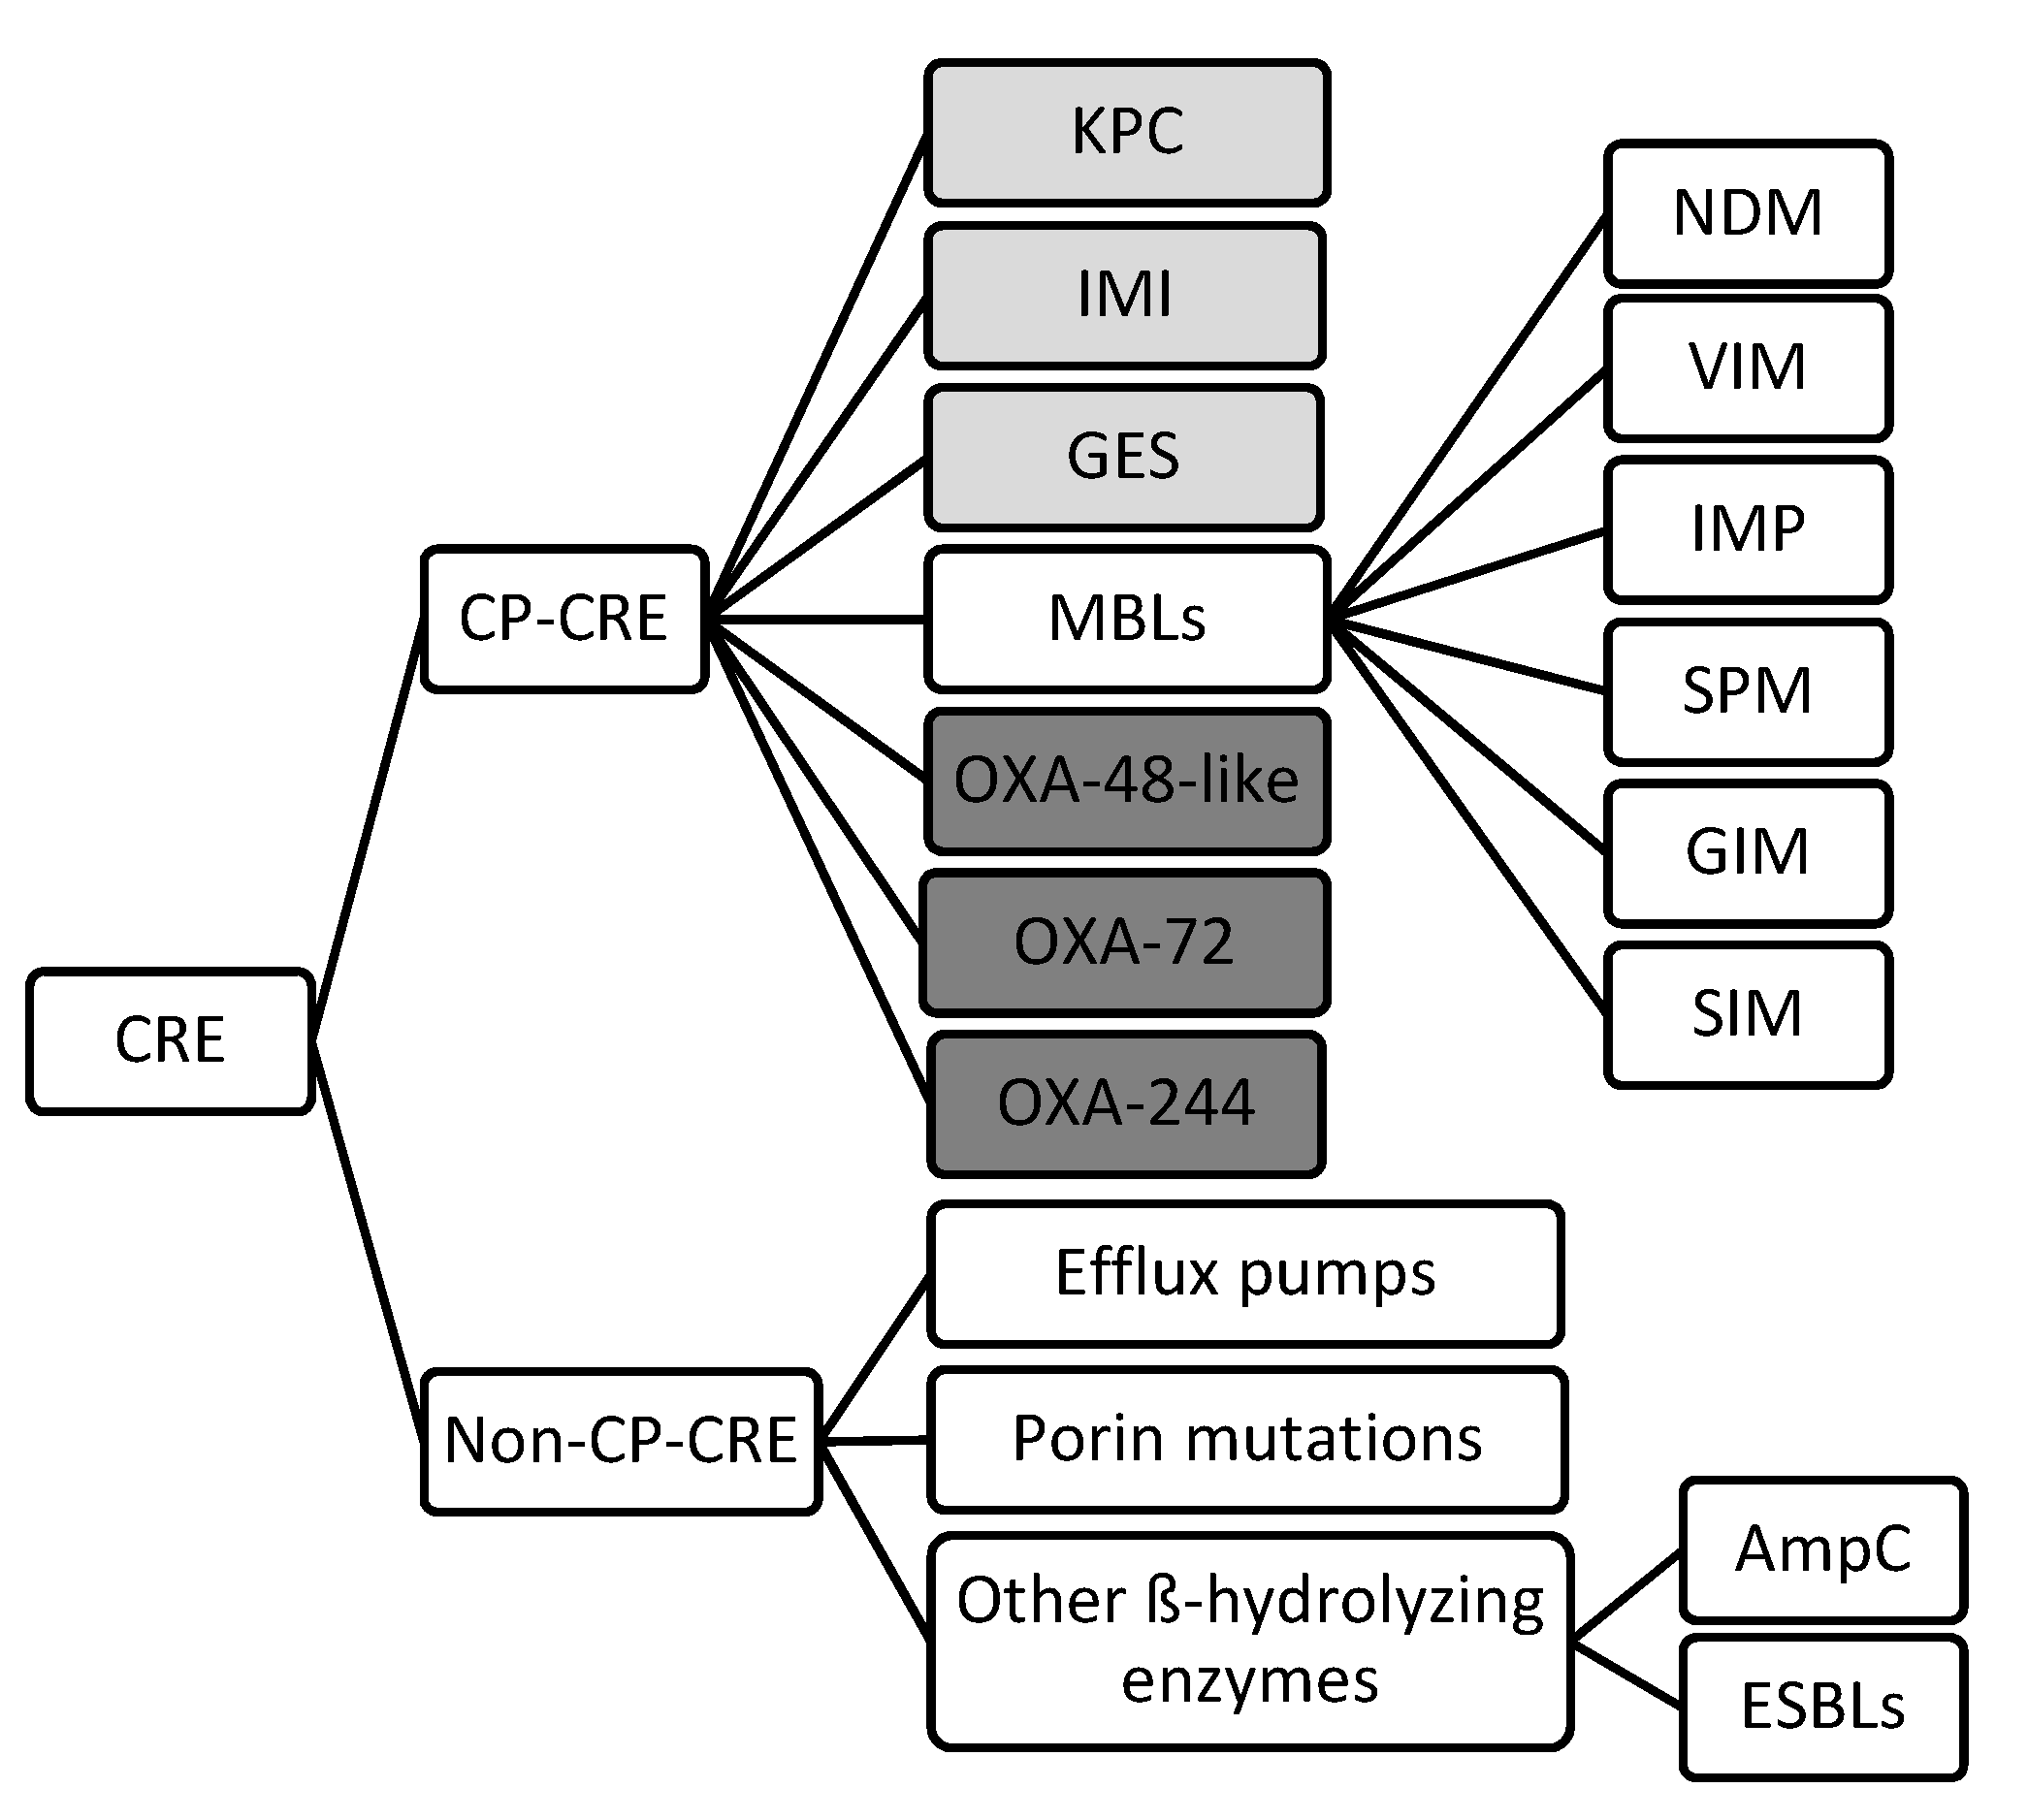 KPC
IMI
GES
MBLs
OXA-48-like
OXA-72
OXA-244
NDM
VIM
IMP
SPM
GIM
SIM
CP-CRE
CRE
Non-CP-CRE
Efflux pumps
Porin mutations
Other ß-hydrolyzing
enzymes
AmpC
ESBLs